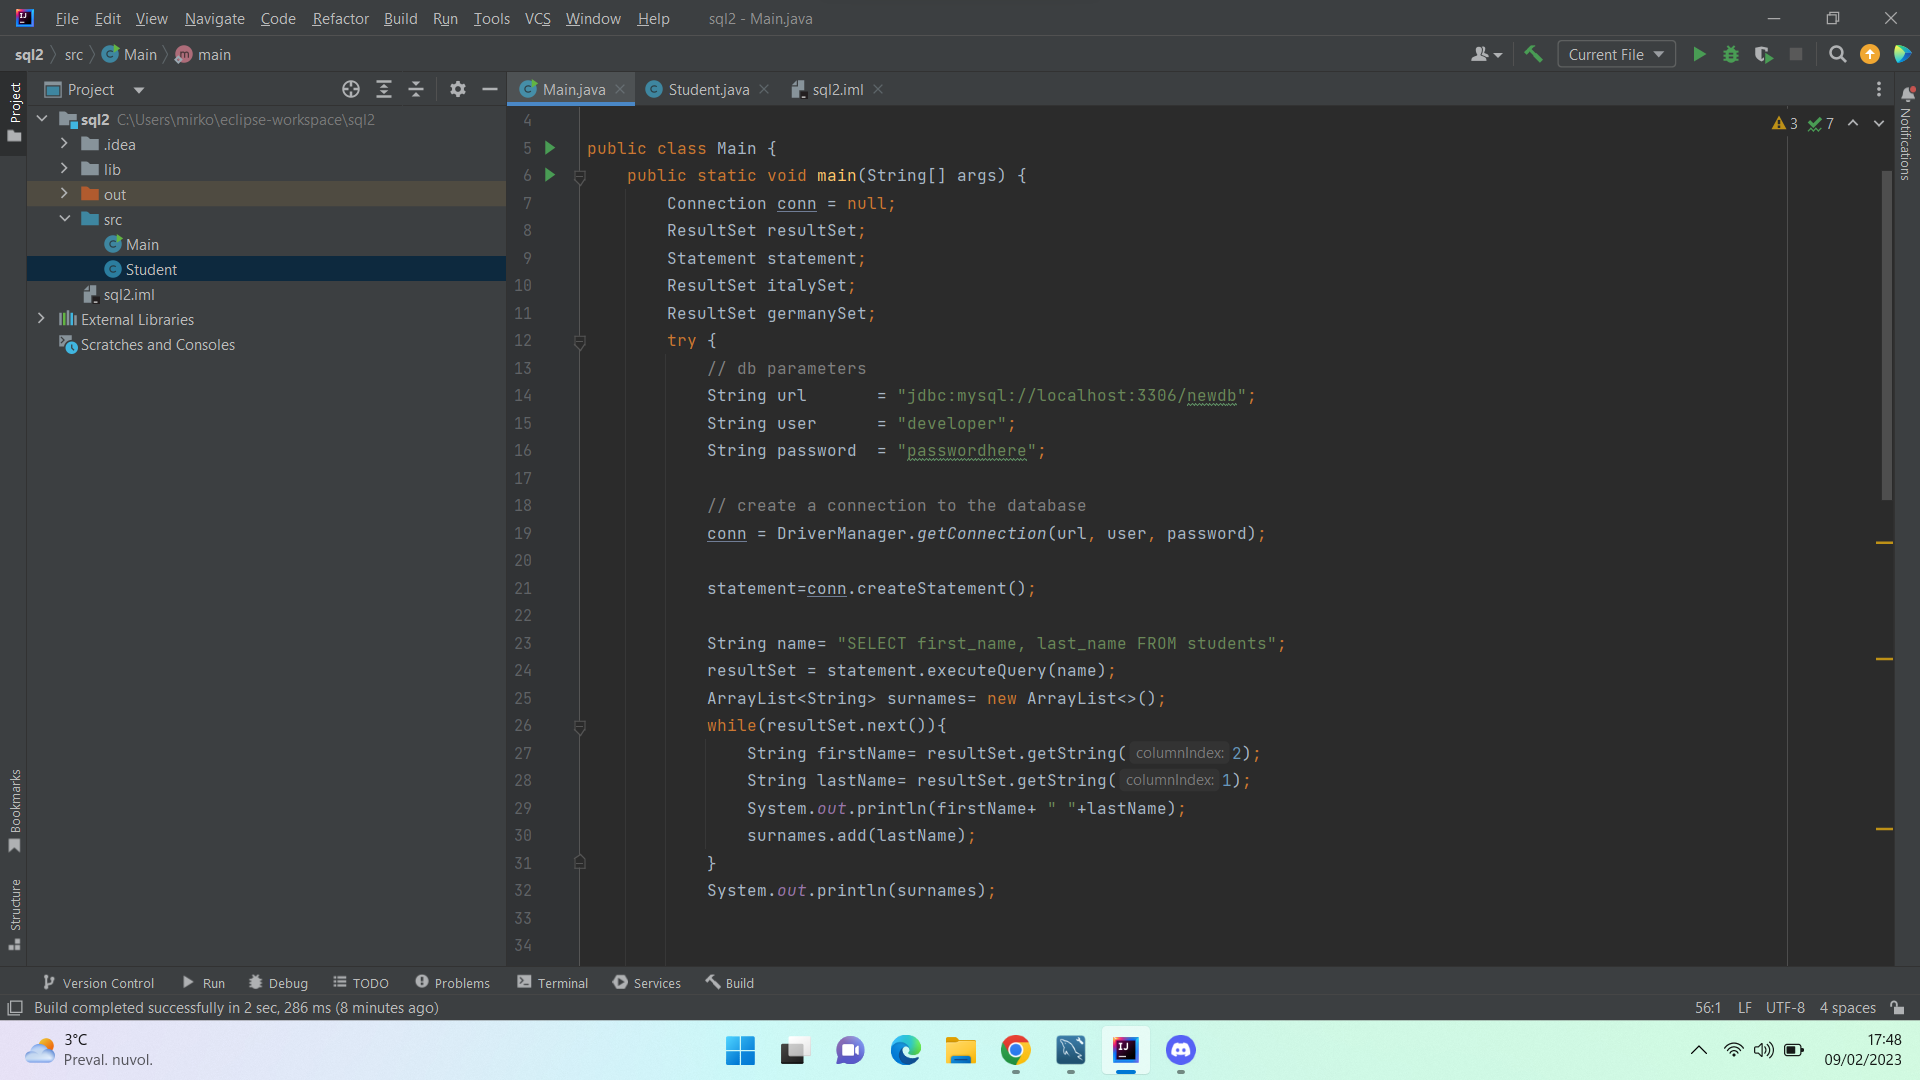 File Edit View Navigate Code Refactor Build Run Tools VCS Window Help sql2 - Main.java
sql2 src Main main Current File
Project
Main.java Student.java sql2.iml
sql2 C:\Users\mirko\eclipse-workspace\sql2
.idea
lib
out
src
Main
Student
sql2.iml
External Libraries
Scratches and Consoles
Project
Bookmarks
Structure
Notifications
3 7
4
5 public class Main {
6 public static void main(String[] args) {
7 Connection conn = null;
8 ResultSet resultSet;
9 Statement statement;
10 ResultSet italySet;
11 ResultSet germanySet;
12 try {
13 // db parameters
14 String url = "jdbc:mysql://localhost:3306/newdb";
15 String user = "developer";
16 String password = "passwordhere";
17
18 // create a connection to the database
19 conn = DriverManager.getConnection(url, user, password);
20
21 statement=conn.createStatement();
22
23 String name= "SELECT first_name, last_name FROM students";
24 resultSet = statement.executeQuery(name);
25 ArrayList<String> surnames= new ArrayList<>();
26 while(resultSet.next()){
27 String firstName= resultSet.getString( columnIndex: 2);
28 String lastName= resultSet.getString( columnIndex: 1);
29 System.out.println(firstName+ " "+lastName);
30 surnames.add(lastName);
31 }
32 System.out.println(surnames);
33
34
Version Control Run Debug TODO Problems Terminal Services Build
Build completed successfully in 2 sec, 286 ms (8 minutes ago) 56:1 LF UTF-8 4 spaces
3°C
Preval. nuvol.
17:48
09/02/2023